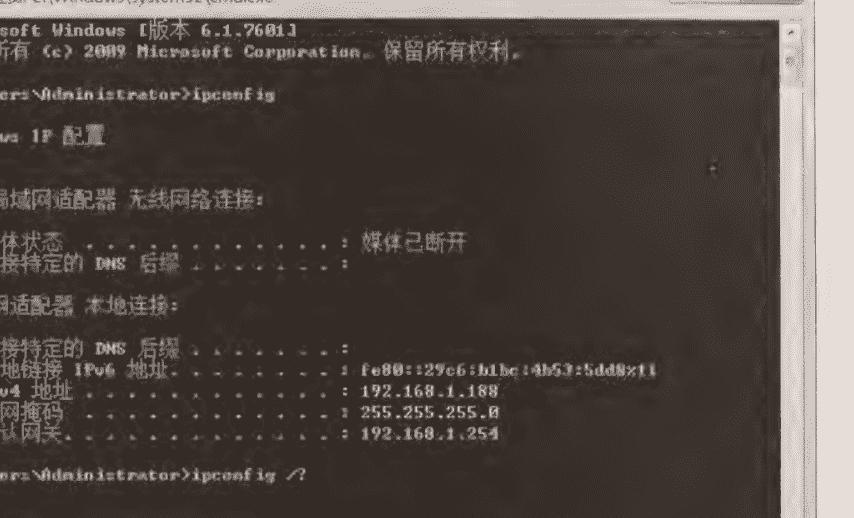 soft Windows [版本 6.1.7601]
所有 (c) 2009 Microsoft Corporation。保留所有权利。
ers\Administrator>ipconfig
ws IP 配置
局域网适配器 无线网络连接:
体状态 . . . . . . . . . . . . : 媒体已断开
接特定的 DNS 后缀 . . . . . . . :
网适配器 本地连接:
接特定的 DNS 后缀 . . . . . . . :
地链接 IPv6 地址. . . . . . . . :
v4 地址 . . . . . . . . . . . . : 192.168.1.188
网掩码 . . . . . . . . . . . . : 255.255.255.0
认网关. . . . . . . . . . . . . : 192.168.1.254
ers\Administrator>ipconfig /?